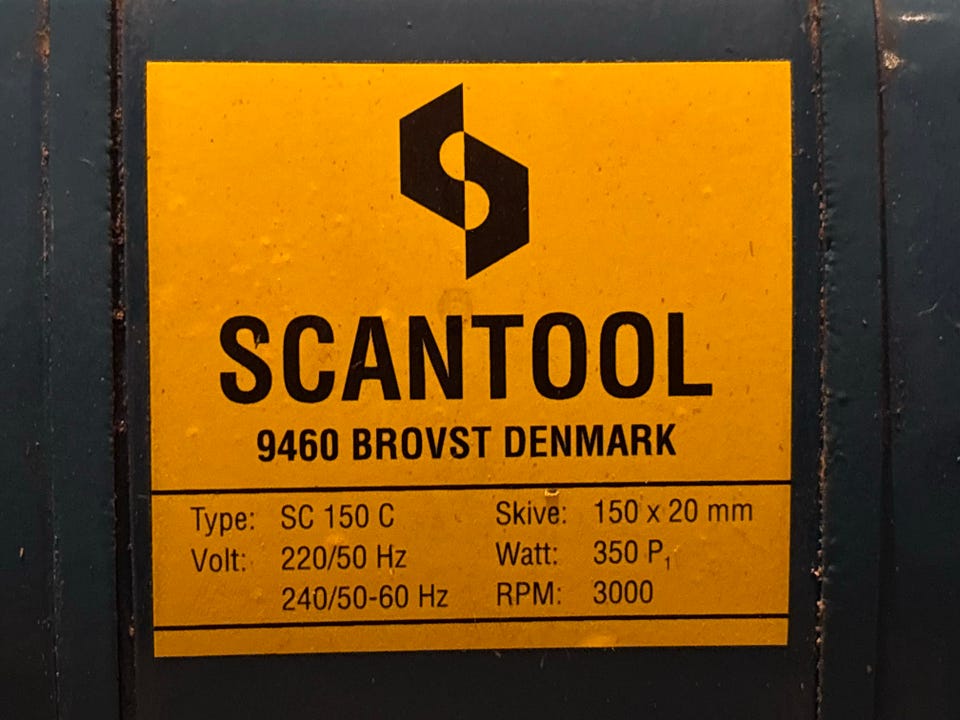 SCANTOOL
9460 BROVST DENMARK
Type: SC 150 C Skive: 150 x 20 mm
Volt: 220/50 Hz Watt: 350 P₁
240/50-60 Hz RPM: 3000